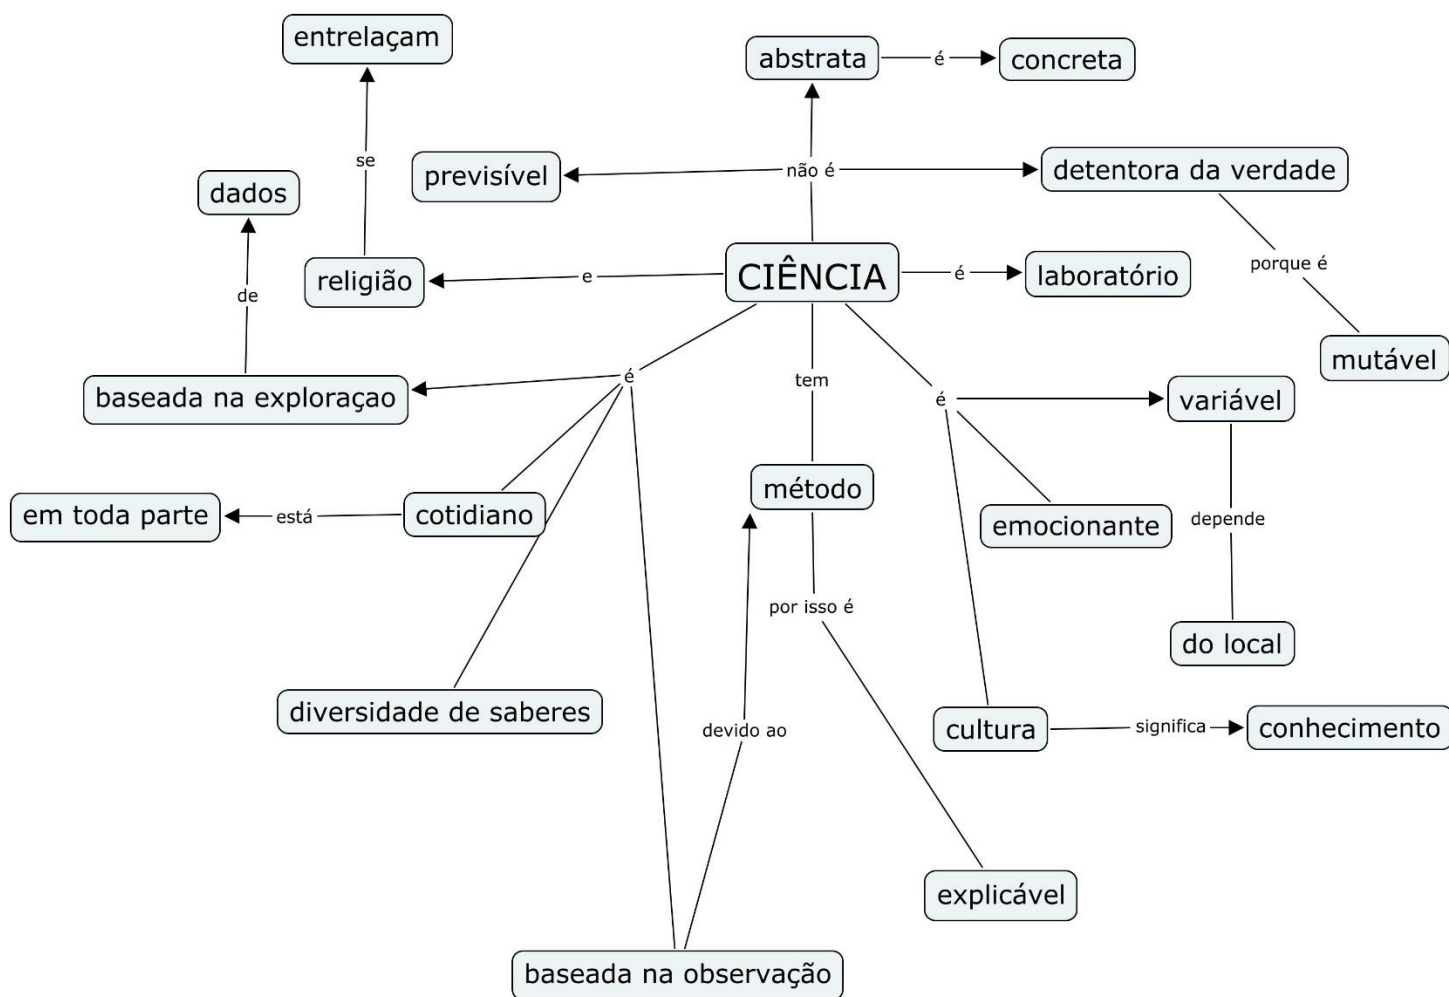 entrelaçam
abstrata
é
concreta
se
previsível
não é
detentora da verdade
dados
religião
e
CIÊNCIA
é
laboratório
porque é
de
mutável
baseada na exploraçao
é
tem
é
variável
em toda parte
está
cotidiano
método
emocionante
depende
por isso é
do local
diversidade de saberes
devido ao
cultura
significa
conhecimento
explicável
baseada na observação